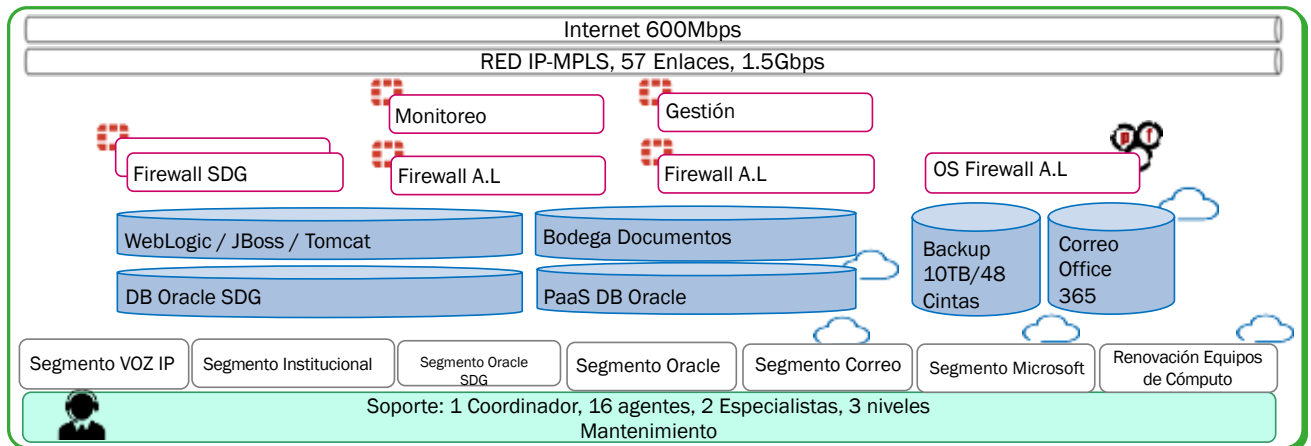 Internet 600Mbps
RED IP-MPLS, 57 Enlaces, 1.5Gbps
Monitoreo
Gestión
Firewall SDG
Firewall A.L
Firewall A.L
OS Firewall A.L
pf
WebLogic / JBoss / Tomcat
Bodega Documentos
DB Oracle SDG
PaaS DB Oracle
Backup
10TB/48
Cintas
Correo
Office
365
Segmento VOZ IP
Segmento Institucional
Segmento Oracle
SDG
Segmento Oracle
Segmento Correo
Segmento Microsoft
Renovación Equipos
de Cómputo
Soporte: 1 Coordinador, 16 agentes, 2 Especialistas, 3 niveles
Mantenimiento